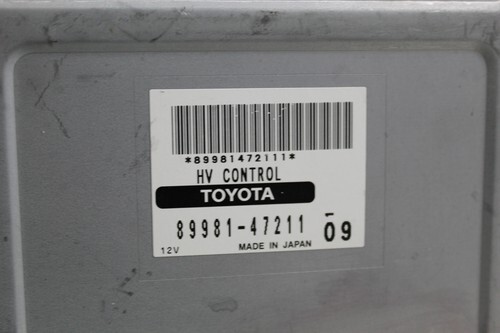 *89981472111*
HV CONTROL
TOYOTA
89981-47211
09
12V
MADE IN JAPAN